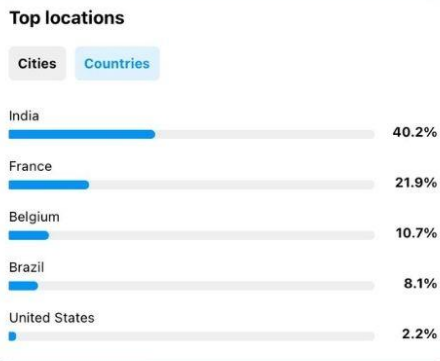 Top locations
Cities Countries
India
40.2%
France
21.9%
Belgium
10.7%
Brazil
8.1%
United States
2.2%